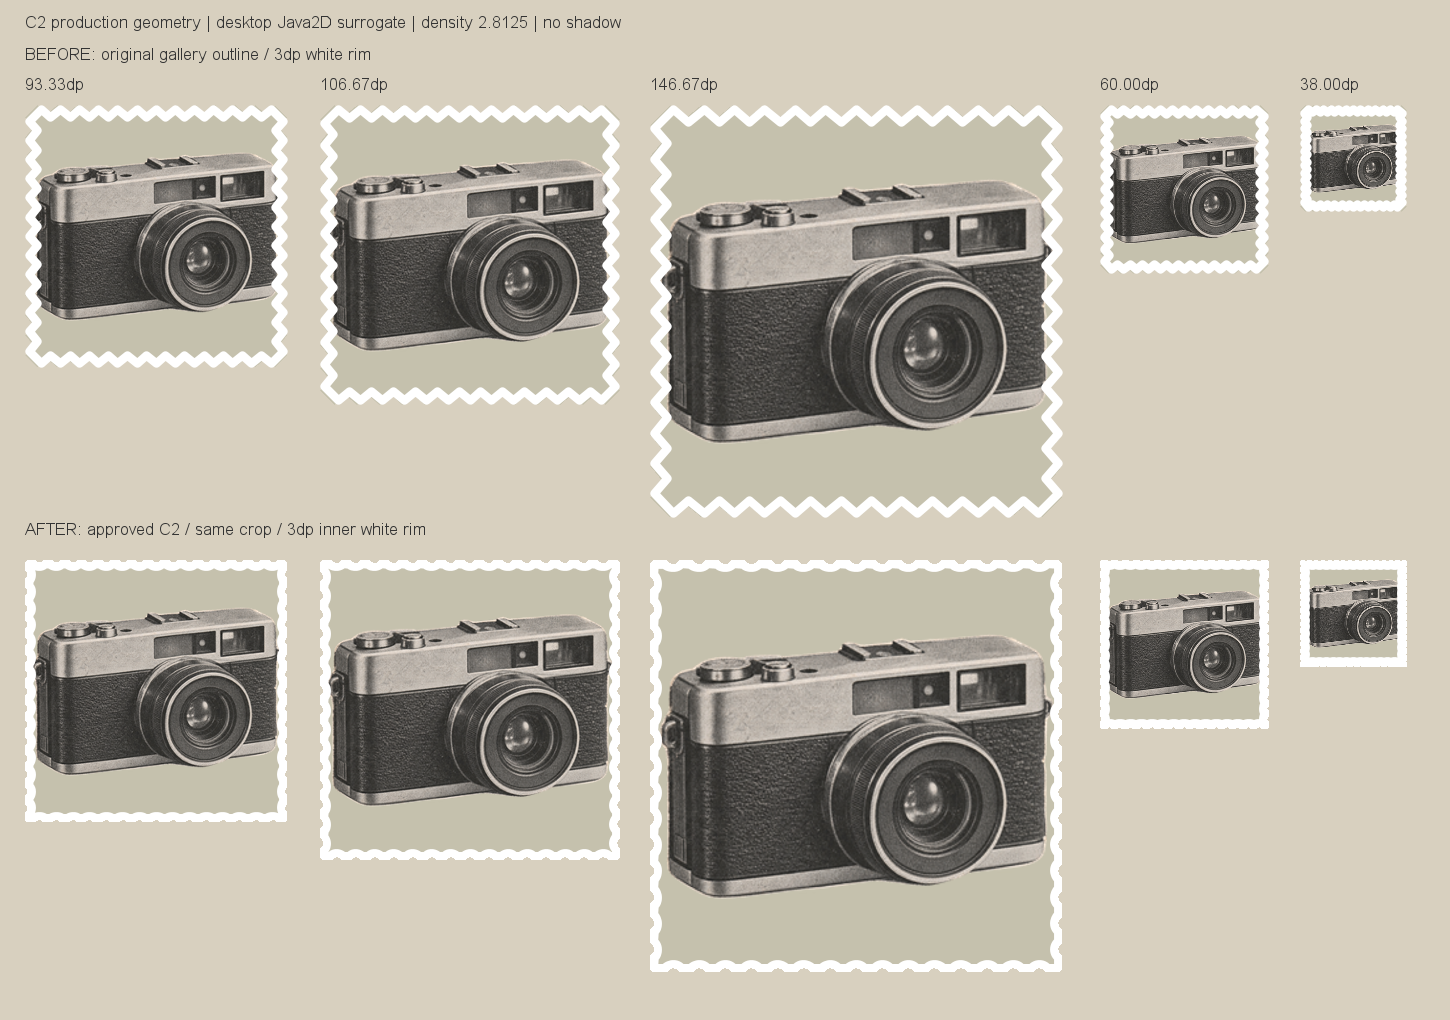 C2 production geometry | desktop Java2D surrogate | density 2.8125 | no shadow
BEFORE: original gallery outline / 3dp white rim
93.33dp 106.67dp 146.67dp 60.00dp 38.00dp
AFTER: approved C2 / same crop / 3dp inner white rim